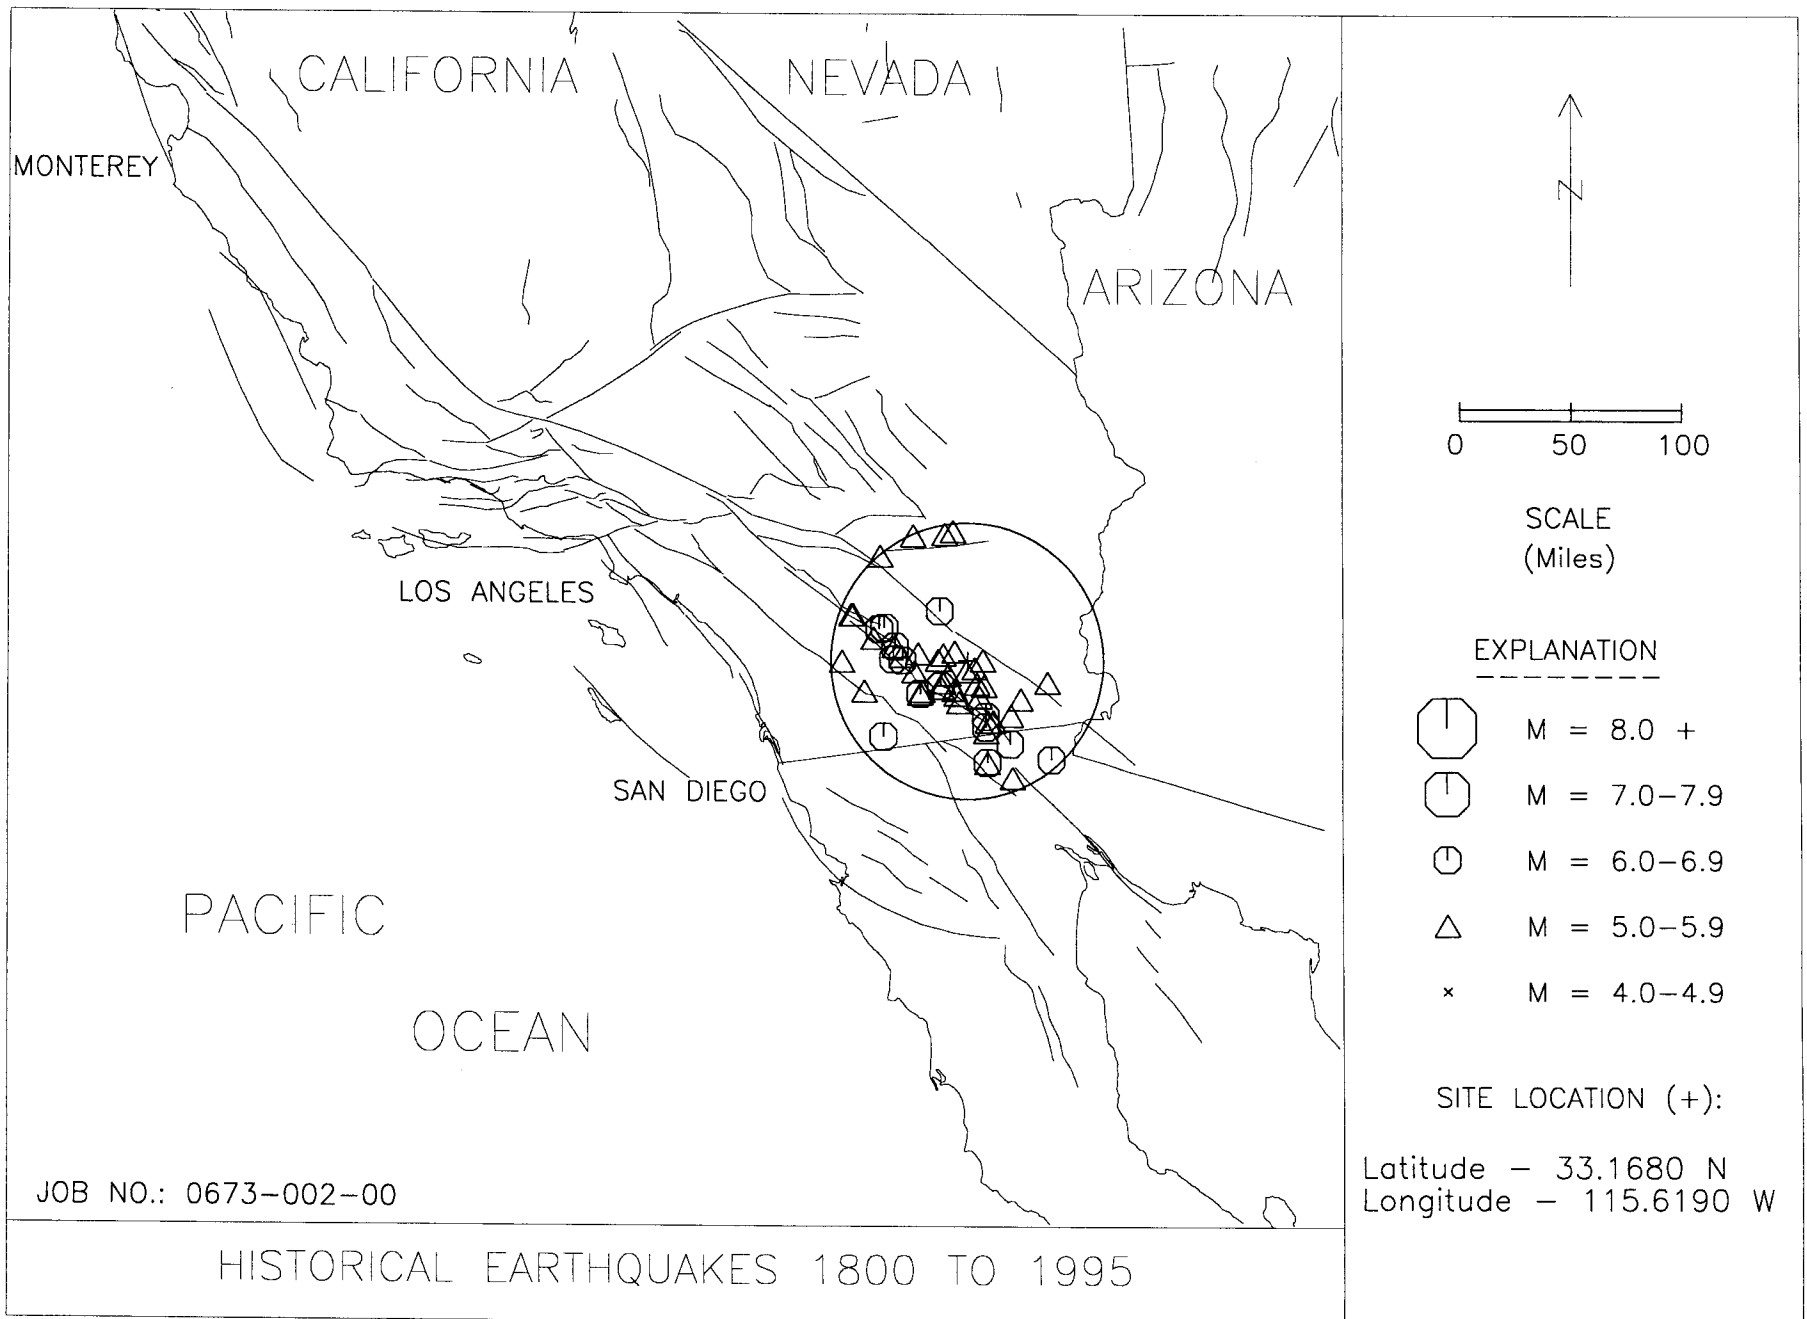 CALIFORNIA
NEVADA
MONTEREY
ARIZONA
LOS ANGELES
SAN DIEGO
PACIFIC
OCEAN
JOB NO.: 0673-002-00
HISTORICAL EARTHQUAKES 1800 TO 1995
N
0 50 100
SCALE
(Miles)
EXPLANATION
M = 8.0 +
M = 7.0-7.9
M = 6.0-6.9
M = 5.0-5.9
M = 4.0-4.9
SITE LOCATION (+):
Latitude - 33.1680 N
Longitude - 115.6190 W